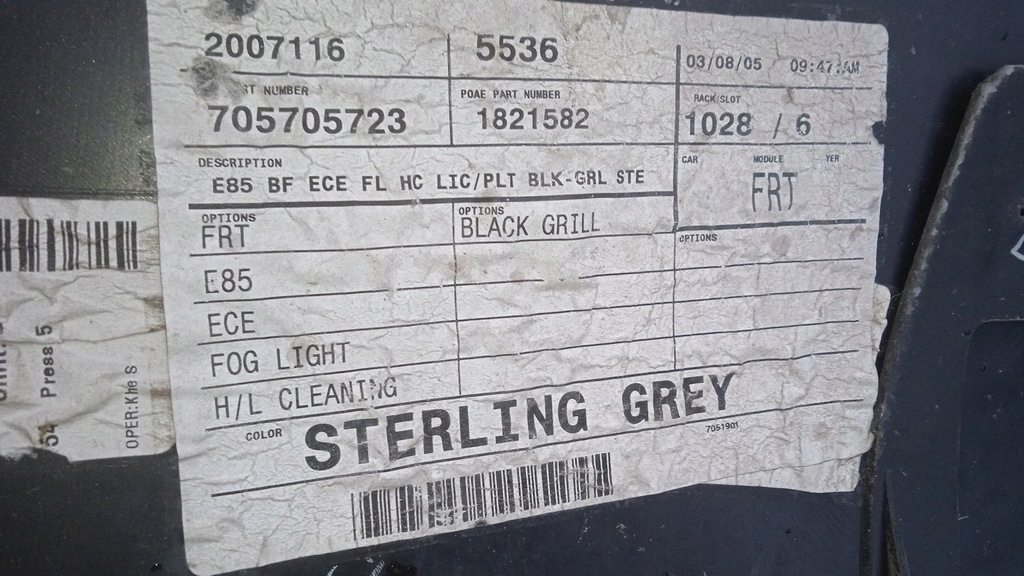 2007116 5536 03/08/05 09:47:AM
RT NUMBER POAE PART NUMBER RACK/SLOT
705705723 1821582 1028 / 6
DESCRIPTION CAR MODULE YER
E85 BF ECE FL HC LIC/PLT BLK-GRL STE FRT
OPTIONS OPTIONS OPTIONS
FRT BLACK GRILL
E85
ECE
FOG LIGHT
H/L CLEANING
COLOR STERLING GREY 7051901
Press 5
OPER:Khe S